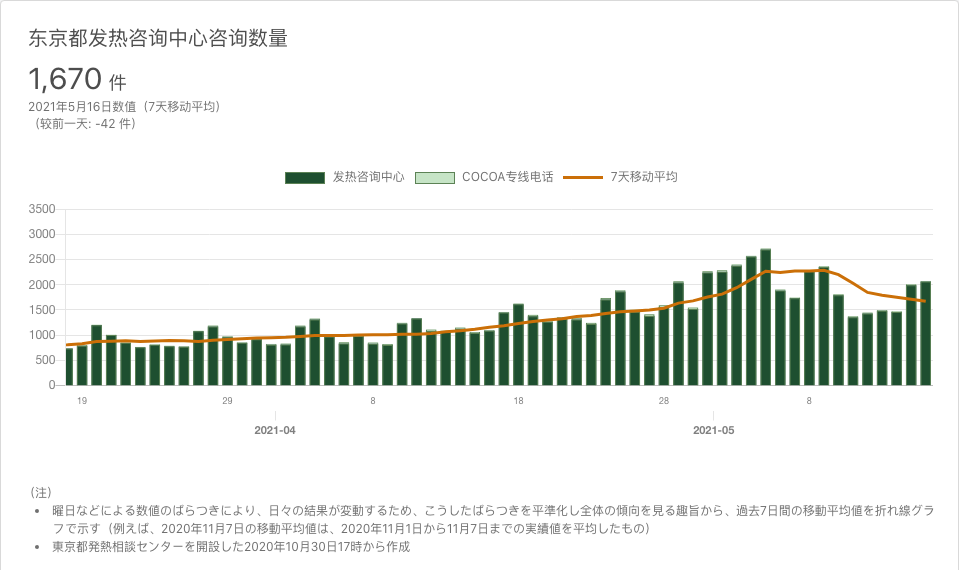 东京都发热咨询中心咨询数量
1,670 件
2021年5月16日数值（7天移动平均）
（较前一天: -42 件）
发热咨询中心 COCOA专线电话 7天移动平均
3500
3000
2500
2000
1500
1000
500
0
19 29 8 18 28 8
2021-04 2021-05
（注）
• 曜日などによる数値のばらつきにより、日々の結果が変動するため、こうしたばらつきを平準化し全体の傾向を見る趣旨から、過去7日間の移動平均値を折れ線グラ
フで示す（例えば、2020年11月7日の移動平均値は、2020年11月1日から11月7日までの実績値を平均したもの）
• 東京都発熱相談センターを開設した2020年10月30日17時から作成